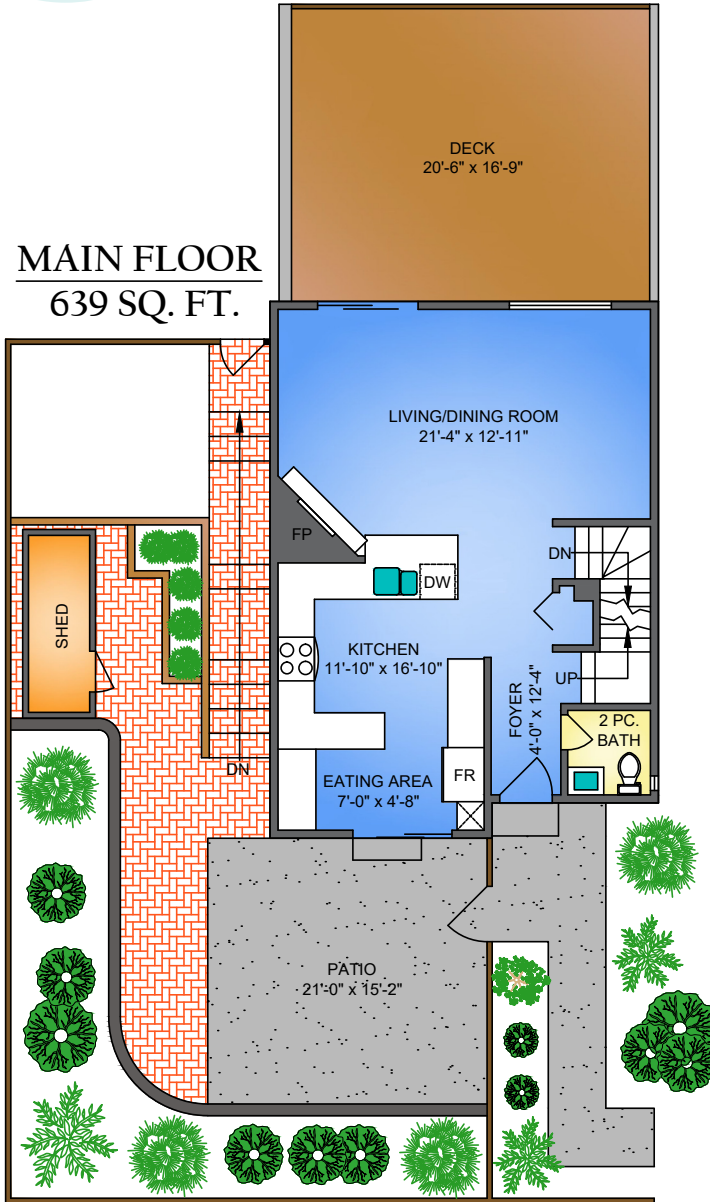 DECK
20'-6" x 16'-9"
MAIN FLOOR
639 SQ. FT.
LIVING/DINING ROOM
21'-4" x 12'-11"
FP
DN
DW
SHED
KITCHEN
11'-10" x 16'-10"
UP
FOYER
4'-0" x 12'-4"
2 PC.
BATH
DN
EATING AREA
7'-0" x 4'-8"
FR
PATIO
21'-0" x 15'-2"